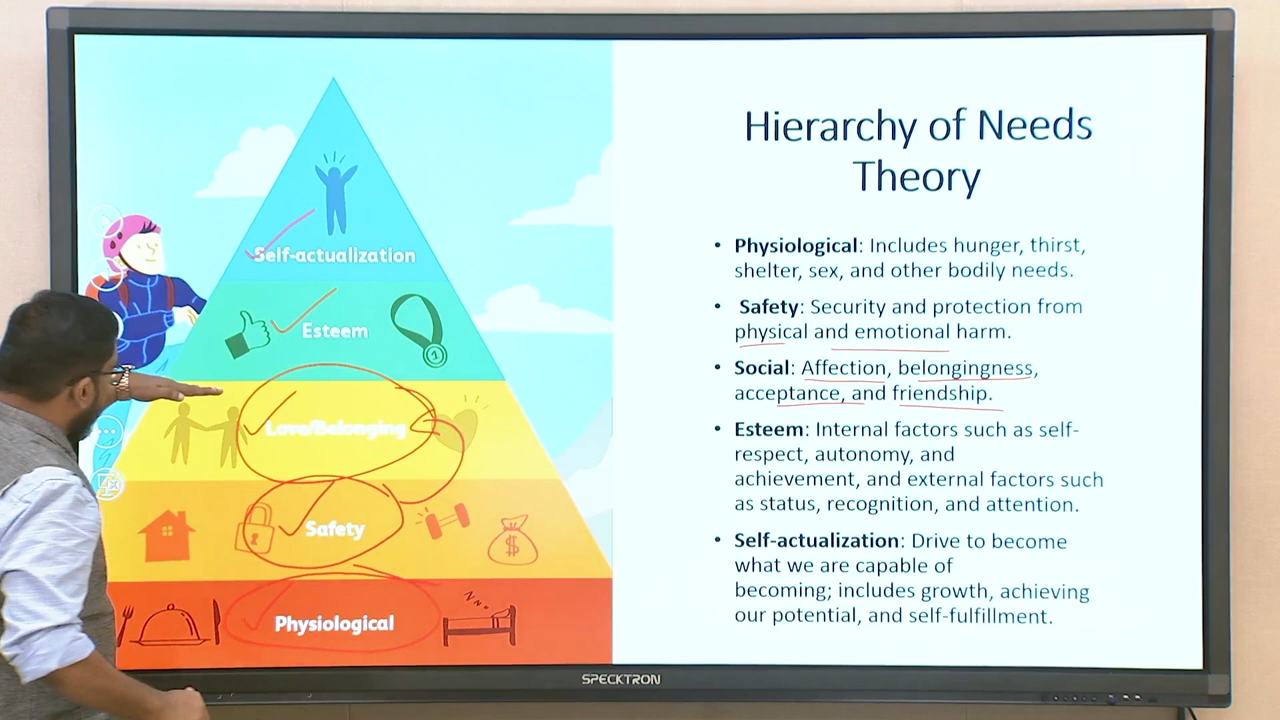 Hierarchy of Needs
Theory
Self-actualization
Esteem
Love/Belonging
Safety
$
Physiological
1
zzz
• Physiological: Includes hunger, thirst,
shelter, sex, and other bodily needs.
• Safety: Security and protection from
physical and emotional harm.
• Social: Affection, belongingness,
acceptance, and friendship.
• Esteem: Internal factors such as self-
respect, autonomy, and
achievement, and external factors such
as status, recognition, and attention.
• Self-actualization: Drive to become
what we are capable of
becoming; includes growth, achieving
our potential, and self-fulfillment.
SPECKTRON